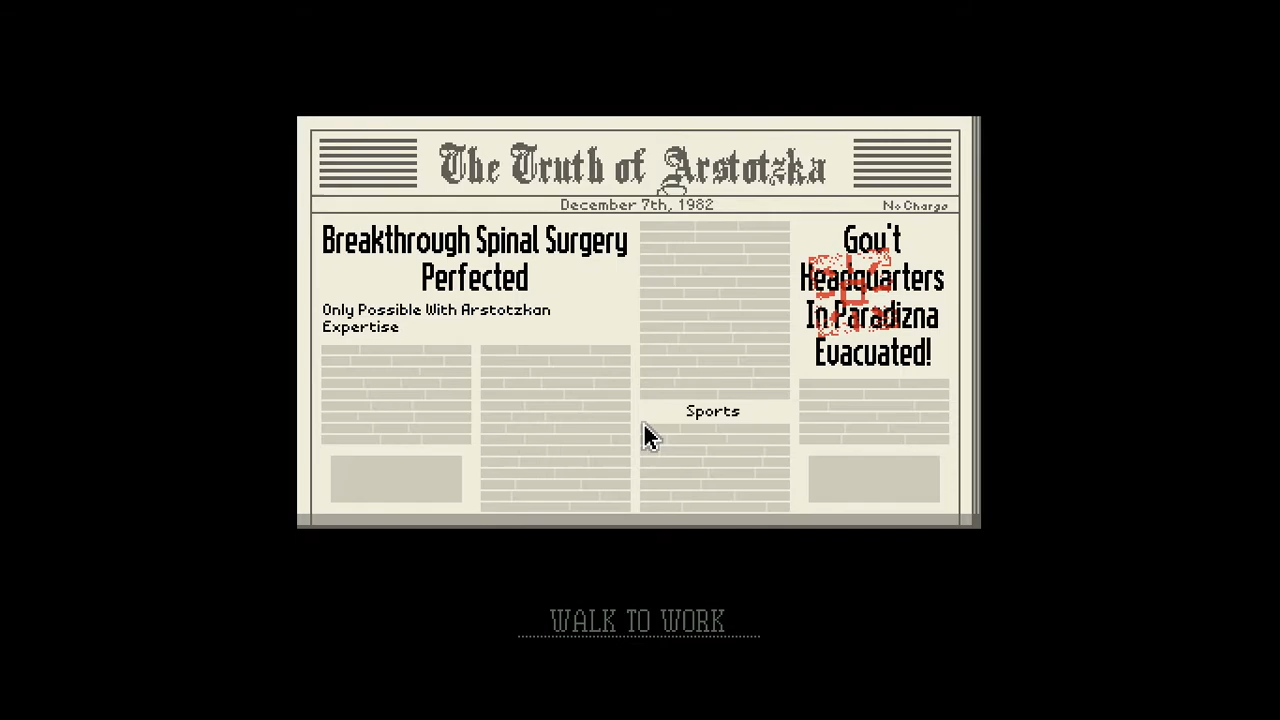 The Truth of Arstotzka
December 7th, 1982
No Charge
Breakthrough Spinal Surgery
Perfected
Only Possible With Arstotzkan
Expertise
Sports
Gov't
Headquarters
In Paradizna
Evacuated!
WALK TO WORK